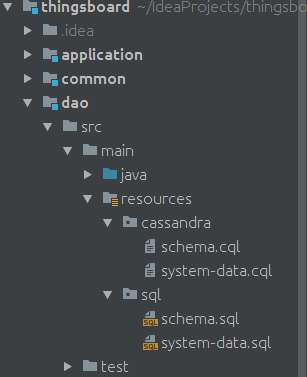 thingsboard ~/IdeaProjects/thingsb
.idea
application
common
dao
src
main
java
resources
cassandra
schema.cql
system-data.cql
sql
schema.sql
system-data.sql
test